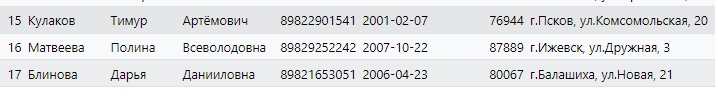 15 Кулаков Тимур Артёмович 89822901541 2001-02-07 76944 г.Псков, ул.Комсомольская, 20
16 Матвеева Полина Всеволодовна 89829252242 2007-10-22 87889 г.Ижевск, ул.Дружная, 3
17 Блинова Дарья Данииловна 89821653051 2006-04-23 80067 г.Балашиха, ул.Новая, 21